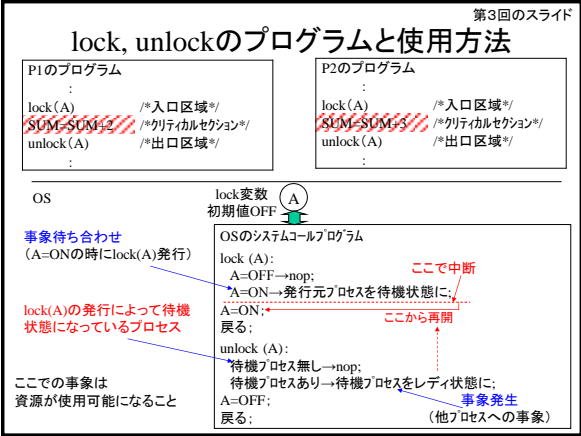 第3回のスライド
lock, unlockのプログラムと使用方法
P1のプログラム
:
lock(A) /*入口区域*/
SUM=SUM+2 /*クリティカルセクション*/
unlock(A) /*出口区域*/
:
P2のプログラム
:
lock(A) /*入口区域*/
SUM=SUM+3 /*クリティカルセクション*/
unlock(A) /*出口区域*/
:
OS
lock変数
初期値OFF
A
事象待ち合わせ
(A=ONの時にlock(A)発行)
lock(A)の発行によって待機
状態になっているプロセス
ここでの事象は
資源が使用可能になること
OSのシステムコールプログラム
lock (A):
A=OFF→nop;
A=ON→発行元プロセスを待機状態に;
ここで中断
A=ON;
ここから再開
戻る;
unlock (A):
待機プロセス無し→nop;
待機プロセスあり→待機プロセスをレディ状態に;
A=OFF;
事象発生
戻る;
(他プロセスへの事象)